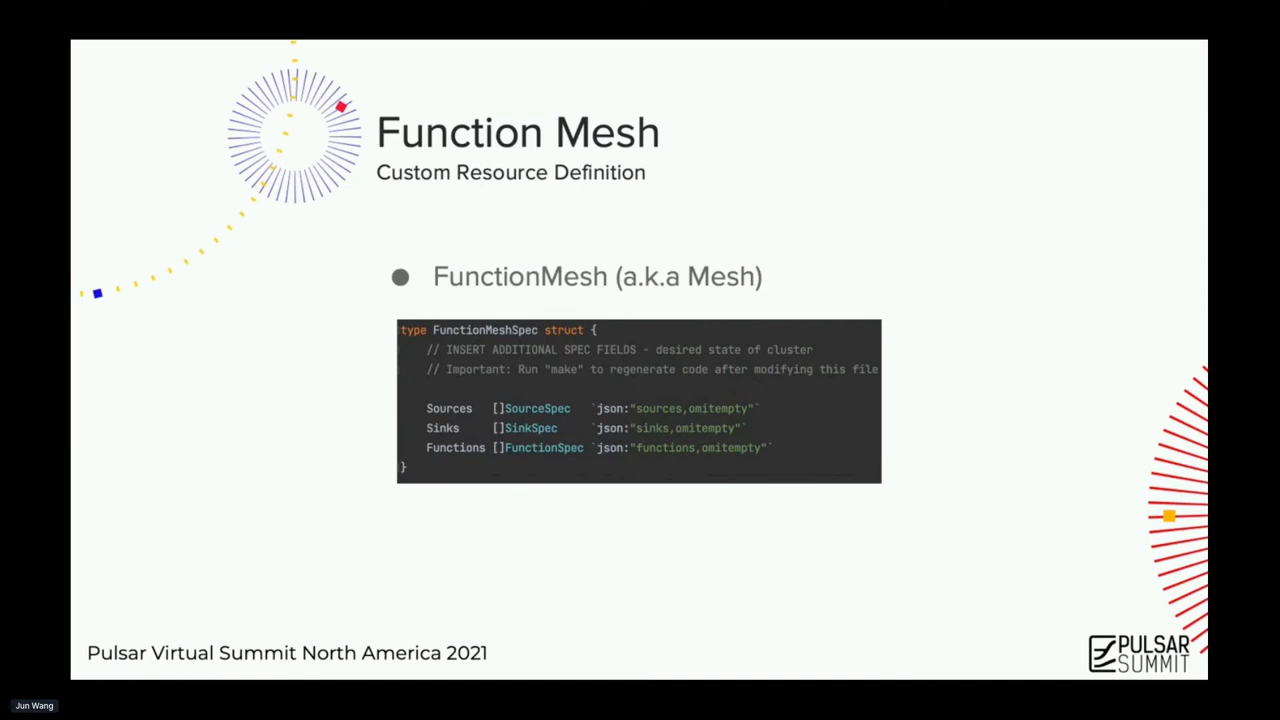 Function Mesh
Custom Resource Definition
● FunctionMesh (a.k.a Mesh)
type FunctionMeshSpec struct {
// INSERT ADDITIONAL SPEC FIELDS - desired state of cluster
// Important: Run "make" to regenerate code after modifying this file
Sources []SourceSpec `json:"sources,omitempty"`
Sinks []SinkSpec `json:"sinks,omitempty"`
Functions []FunctionSpec `json:"functions,omitempty"`
}
Pulsar Virtual Summit North America 2021
PULSAR
SUMMIT
Jun Wang